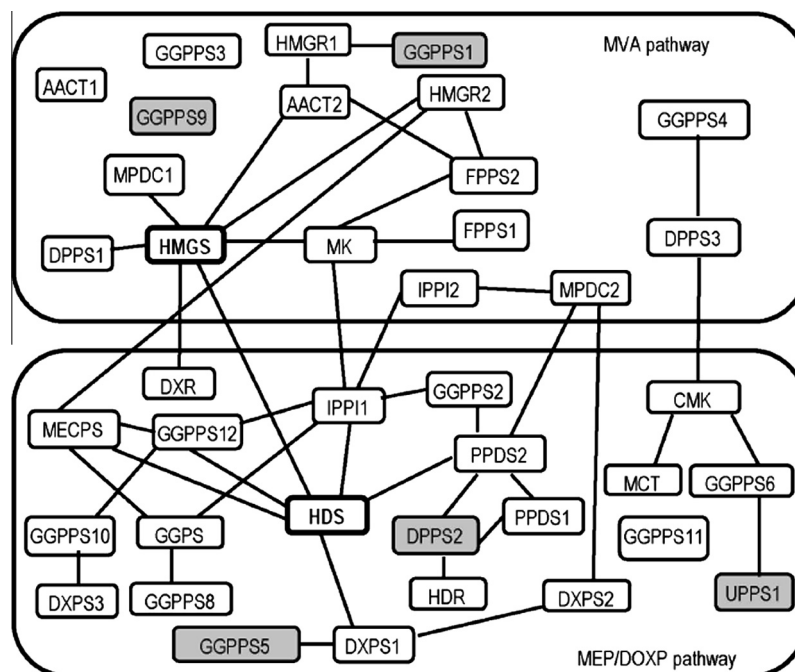 HMGR1
GGPPS1
MVA pathway
GGPPS3
AACT1
HMGR2
AACT2
GGPPS9
GGPPS4
MPDC1
FPPS2
FPPS1
DPPS3
DPPS1
HMGS
MK
IPPI2
MPDC2
DXR
GGPPS2
CMK
IPPI1
MECPS
GGPPS12
PPDS2
MCT
GGPPS6
HDS
PPDS1
GGPPS10
GGPS
DPPS2
GGPPS11
UPPS1
DXPS3
GGPPS8
HDR
DXPS2
GGPPS5
DXPS1
MEP/DOXP pathway